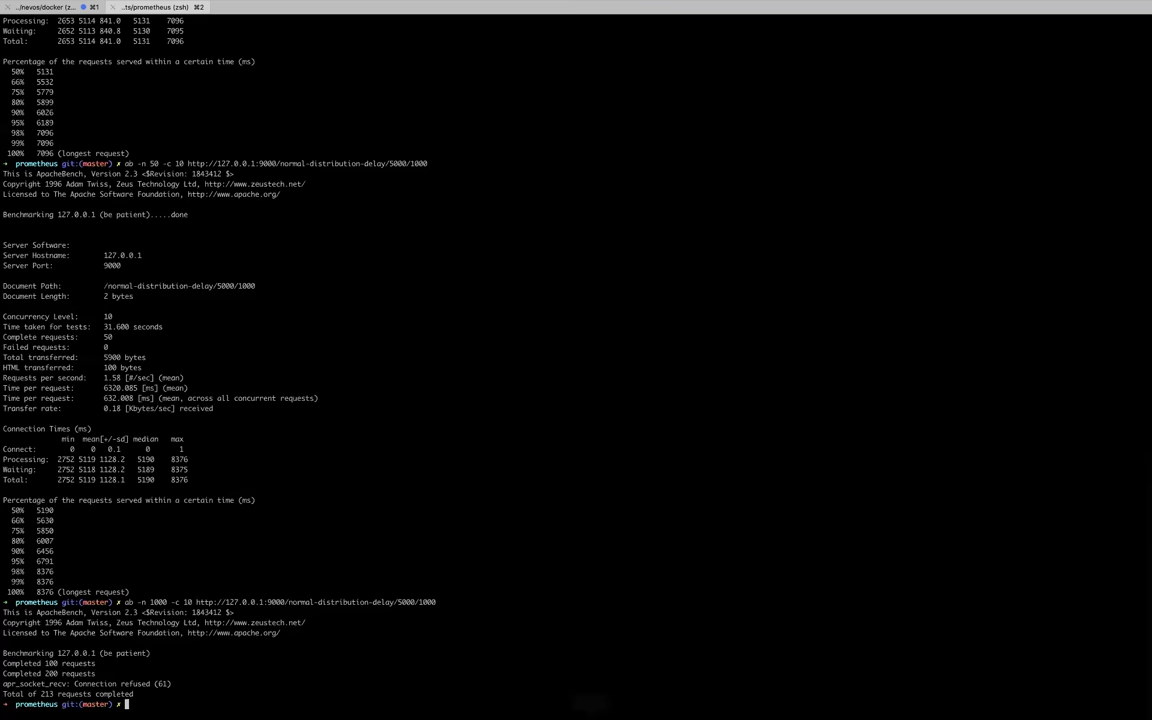 ../nevos/docker (z... ⌘1 ..ts/prometheus (zsh) ⌘2
Processing: 2653 5114 841.0 5131 7096
Waiting: 2652 5113 840.8 5130 7095
Total: 2653 5114 841.0 5131 7096
Percentage of the requests served within a certain time (ms)
50% 5131
66% 5532
75% 5779
80% 5899
90% 6026
95% 6189
98% 7096
99% 7096
100% 7096 (longest request)
→ prometheus git:(master) ✗ ab -n 50 -c 10 http://127.0.0.1:9000/normal-distribution-delay/5000/1000
This is ApacheBench, Version 2.3 <$Revision: 1843412 $>
Copyright 1996 Adam Twiss, Zeus Technology Ltd, http://www.zeustech.net/
Licensed to The Apache Software Foundation, http://www.apache.org/
Benchmarking 127.0.0.1 (be patient).....done
Server Software:
Server Hostname: 127.0.0.1
Server Port: 9000
Document Path: /normal-distribution-delay/5000/1000
Document Length: 2 bytes
Concurrency Level: 10
Time taken for tests: 31.600 seconds
Complete requests: 50
Failed requests: 0
Total transferred: 5900 bytes
HTML transferred: 100 bytes
Requests per second: 1.58 [#/sec] (mean)
Time per request: 6320.085 [ms] (mean)
Time per request: 632.008 [ms] (mean, across all concurrent requests)
Transfer rate: 0.18 [Kbytes/sec] received
Connection Times (ms)
min mean[+/-sd] median max
Connect: 0 0 0.1 0 1
Processing: 2752 5119 1128.2 5190 8376
Waiting: 2752 5118 1128.2 5189 8375
Total: 2752 5119 1128.1 5190 8376
Percentage of the requests served within a certain time (ms)
50% 5190
66% 5630
75% 5850
80% 6007
90% 6456
95% 6791
98% 8376
99% 8376
100% 8376 (longest request)
→ prometheus git:(master) ✗ ab -n 1000 -c 10 http://127.0.0.1:9000/normal-distribution-delay/5000/1000
This is ApacheBench, Version 2.3 <$Revision: 1843412 $>
Copyright 1996 Adam Twiss, Zeus Technology Ltd, http://www.zeustech.net/
Licensed to The Apache Software Foundation, http://www.apache.org/
Benchmarking 127.0.0.1 (be patient)
Completed 100 requests
Completed 200 requests
apr_socket_recv: Connection refused (61)
Total of 213 requests completed
→ prometheus git:(master) ✗